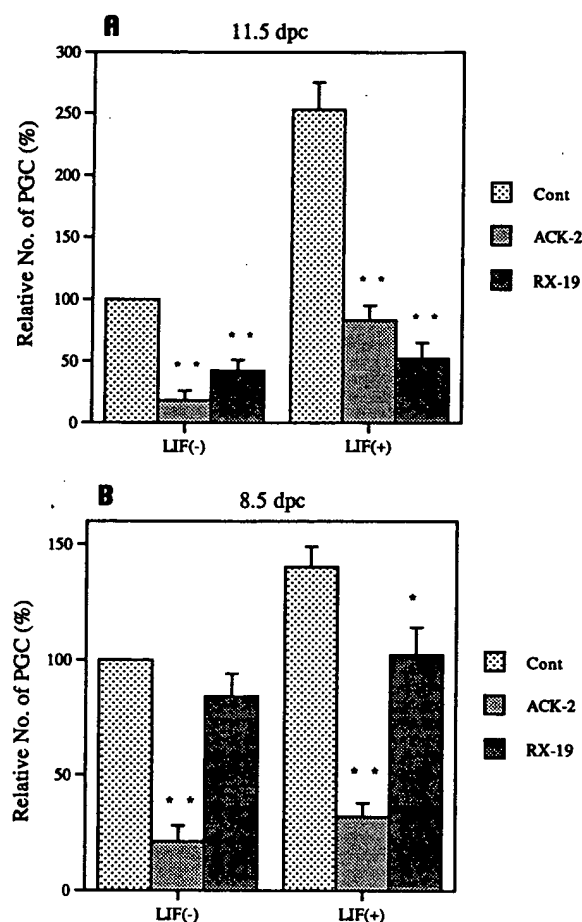 A
11.5 dpc
Relative No. of PGC (%)
300
250
200
150
100
50
0
* *
* *
* *
* *
LIF(-)
LIF(+)
Cont
ACK-2
RX-19
B
8.5 dpc
Relative No. of PGC (%)
150
100
50
0
* *
* *
*
LIF(-)
LIF(+)
Cont
ACK-2
RX-19